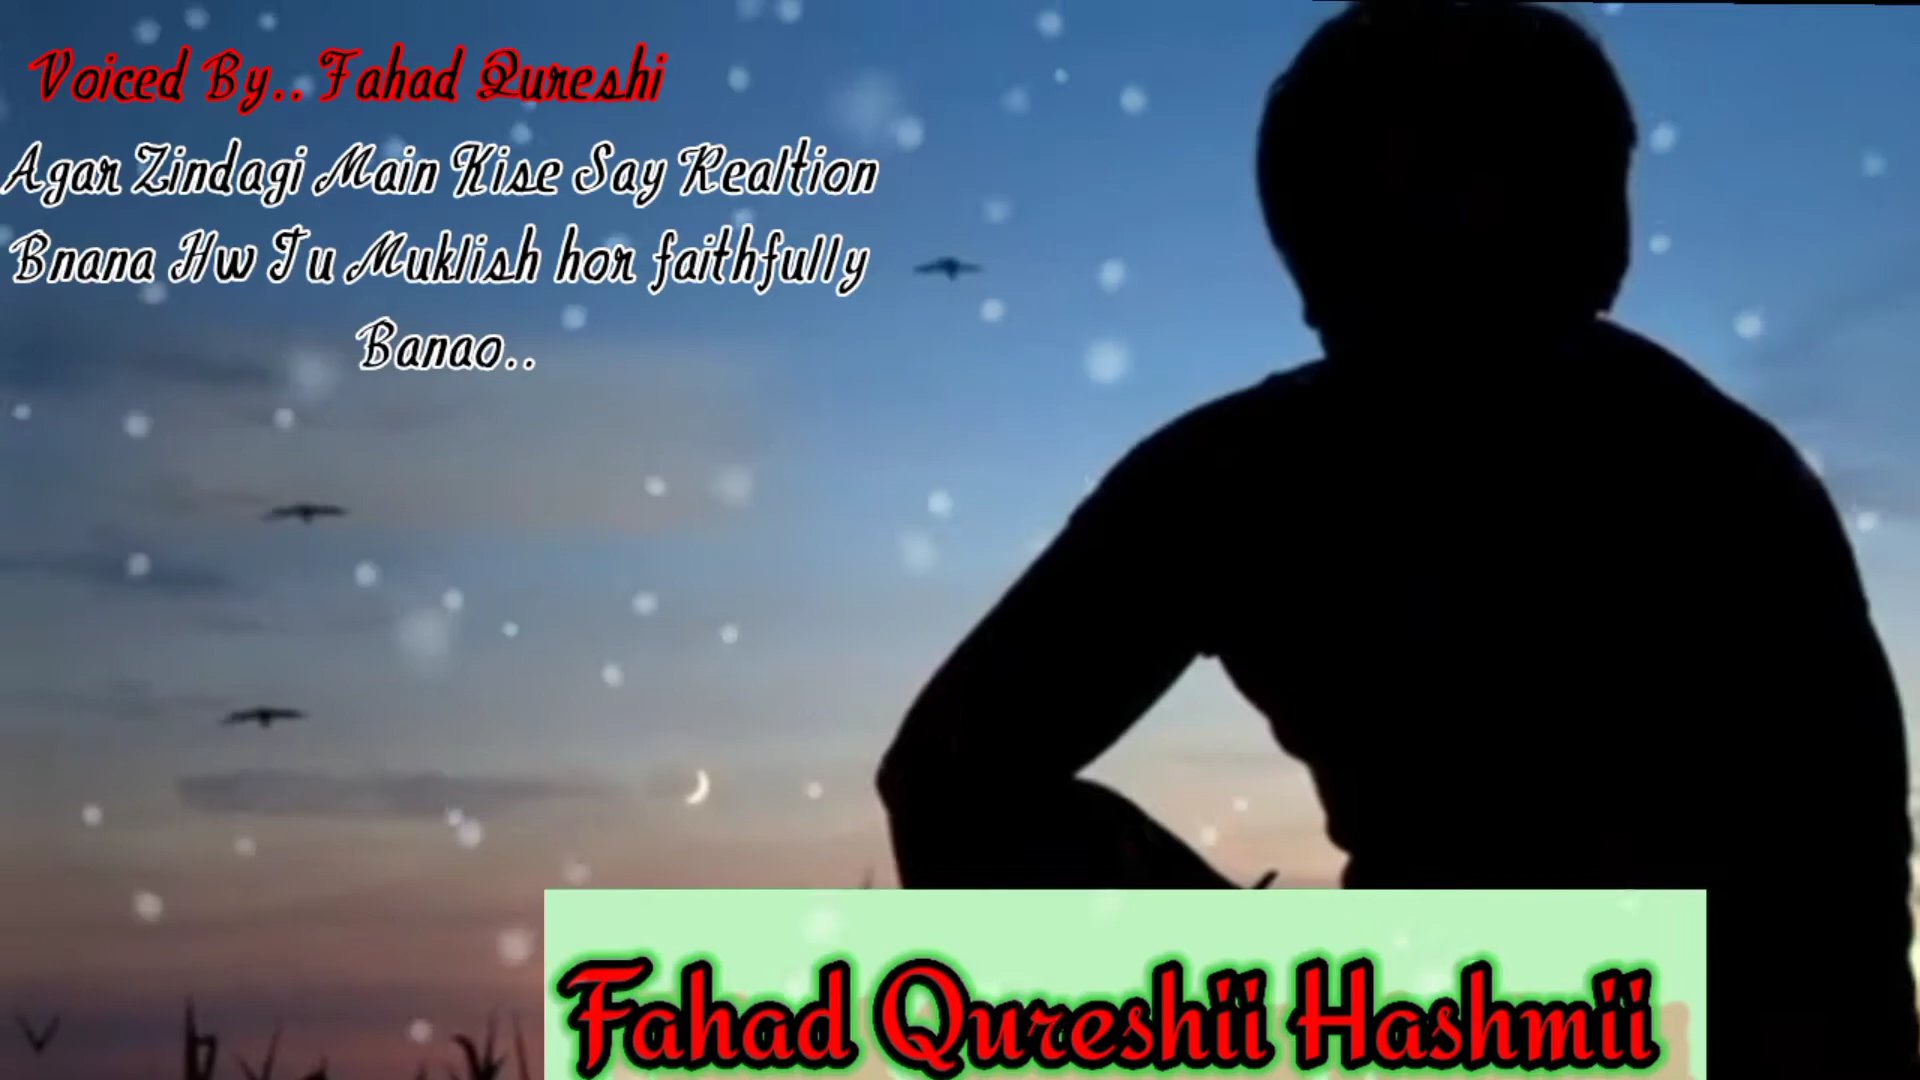 Voiced By.. Fahad Qureshi
Agar Zindagi Main Kise Say Realtion
Bnana Hw Tu Muklish hor faithfully
Banao..
Fahad Qureshii Hashmii